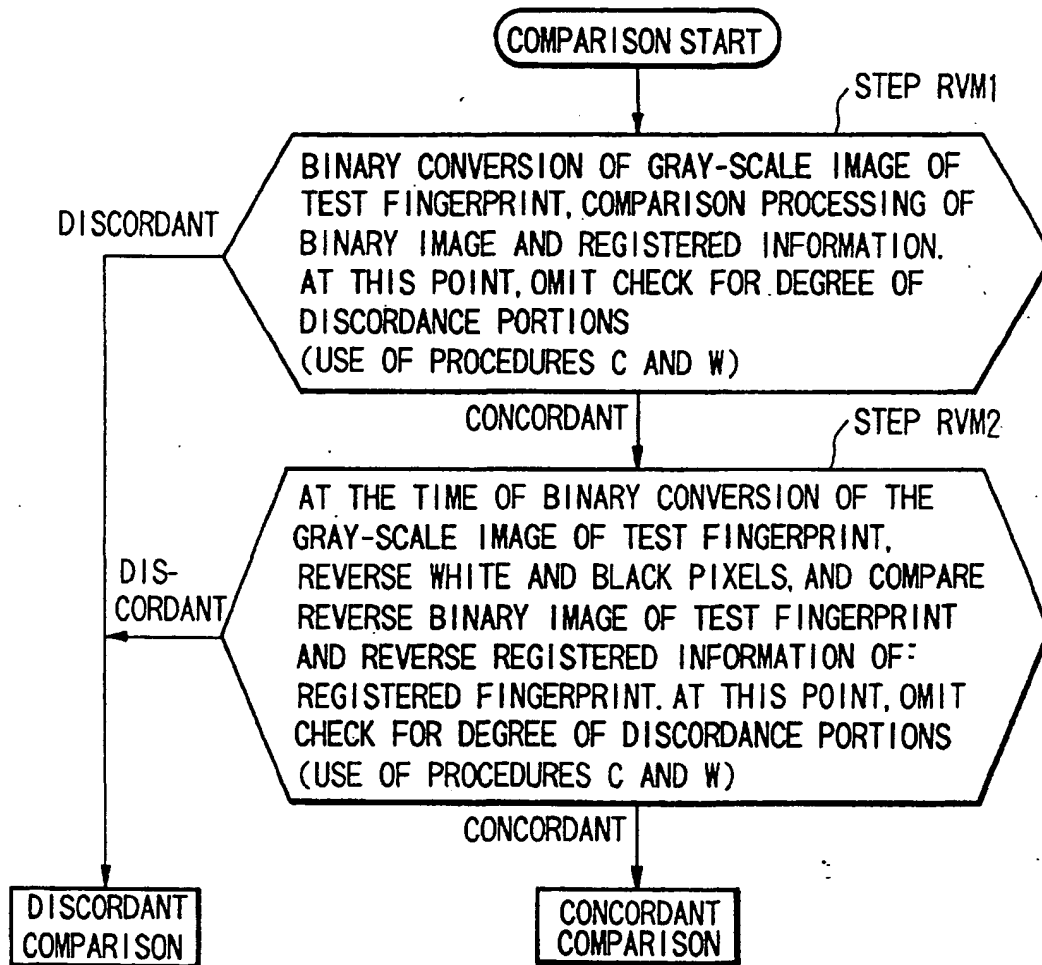 COMPARISON START
STEP RVM1
BINARY CONVERSION OF GRAY-SCALE IMAGE OF
TEST FINGERPRINT, COMPARISON PROCESSING OF
BINARY IMAGE AND REGISTERED INFORMATION.
AT THIS POINT, OMIT CHECK FOR DEGREE OF
DISCORDANCE PORTIONS
(USE OF PROCEDURES C AND W)
DISCORDANT
CONCORDANT
STEP RVM2
AT THE TIME OF BINARY CONVERSION OF THE
GRAY-SCALE IMAGE OF TEST FINGERPRINT,
REVERSE WHITE AND BLACK PIXELS, AND COMPARE
REVERSE BINARY IMAGE OF TEST FINGERPRINT
AND REVERSE REGISTERED INFORMATION OF
REGISTERED FINGERPRINT. AT THIS POINT, OMIT
CHECK FOR DEGREE OF DISCORDANCE PORTIONS
(USE OF PROCEDURES C AND W)
DIS-
CORDANT
CONCORDANT
DISCORDANT
COMPARISON
CONCORDANT
COMPARISON